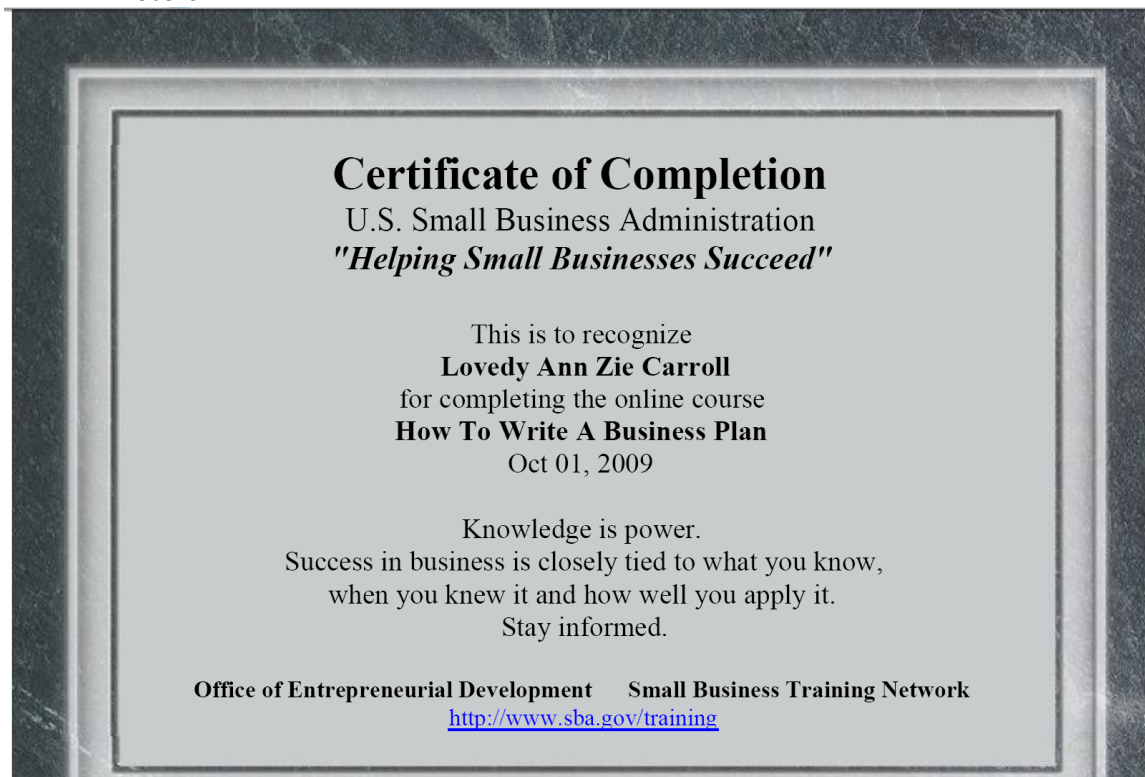 Certificate of Completion
U.S. Small Business Administration
"Helping Small Businesses Succeed"
This is to recognize
Lovedy Ann Zie Carroll
for completing the online course
How To Write A Business Plan
Oct 01, 2009
Knowledge is power.
Success in business is closely tied to what you know,
when you knew it and how well you apply it.
Stay informed.
Office of Entrepreneurial Development Small Business Training Network
http://www.sba.gov/training